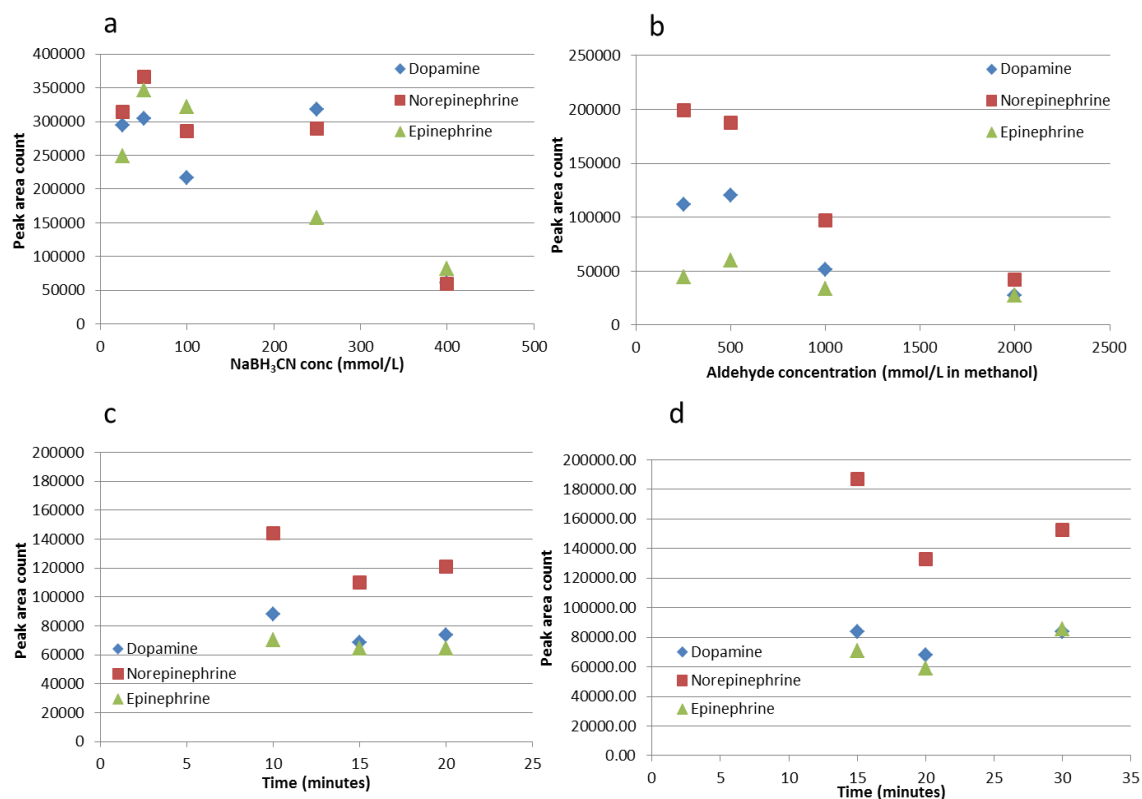 a
400000
350000
300000
250000
200000
150000
100000
50000
0
Peak area count
Dopamine
Norepinephrine
Epinephrine
0 100 200 300 400 500
NaBH₃CN conc (mmol/L)
b
250000
200000
150000
100000
50000
0
Peak area count
Dopamine
Norepinephrine
Epinephrine
0 500 1000 1500 2000 2500
Aldehyde concentration (mmol/L in methanol)
c
200000
180000
160000
140000
120000
100000
80000
60000
40000
20000
0
Peak area count
Dopamine
Norepinephrine
Epinephrine
0 5 10 15 20 25
Time (minutes)
d
200000.00
180000.00
160000.00
140000.00
120000.00
100000.00
80000.00
60000.00
40000.00
20000.00
0.00
Peak area count
Dopamine
Norepinephrine
Epinephrine
0 5 10 15 20 25 30 35
Time (minutes)